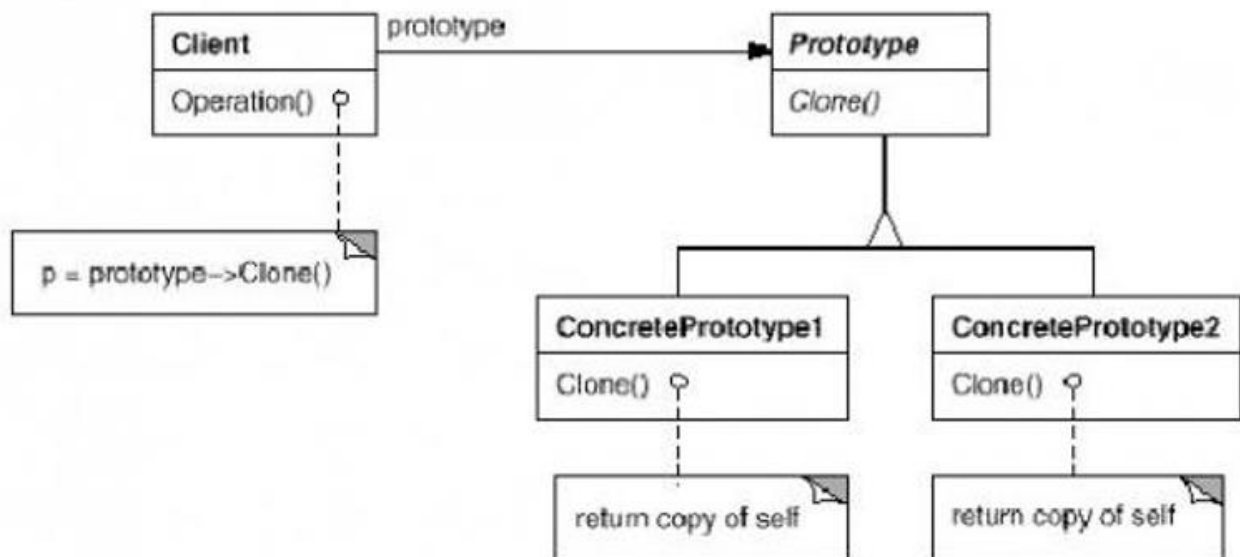 Client
prototype
Prototype
Operation()
Clone()
p = prototype->Clone()
ConcretePrototype1
ConcretePrototype2
Clone()
Clone()
return copy of self
return copy of self